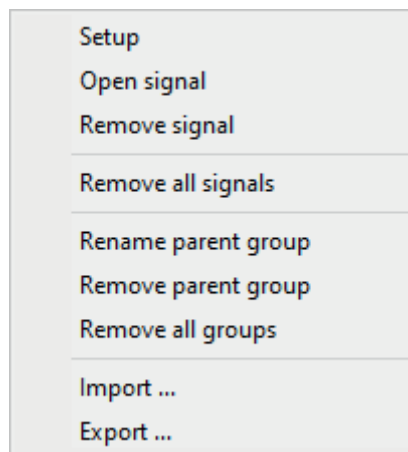 Setup
Open signal
Remove signal
Remove all signals
Rename parent group
Remove parent group
Remove all groups
Import ...
Export ...